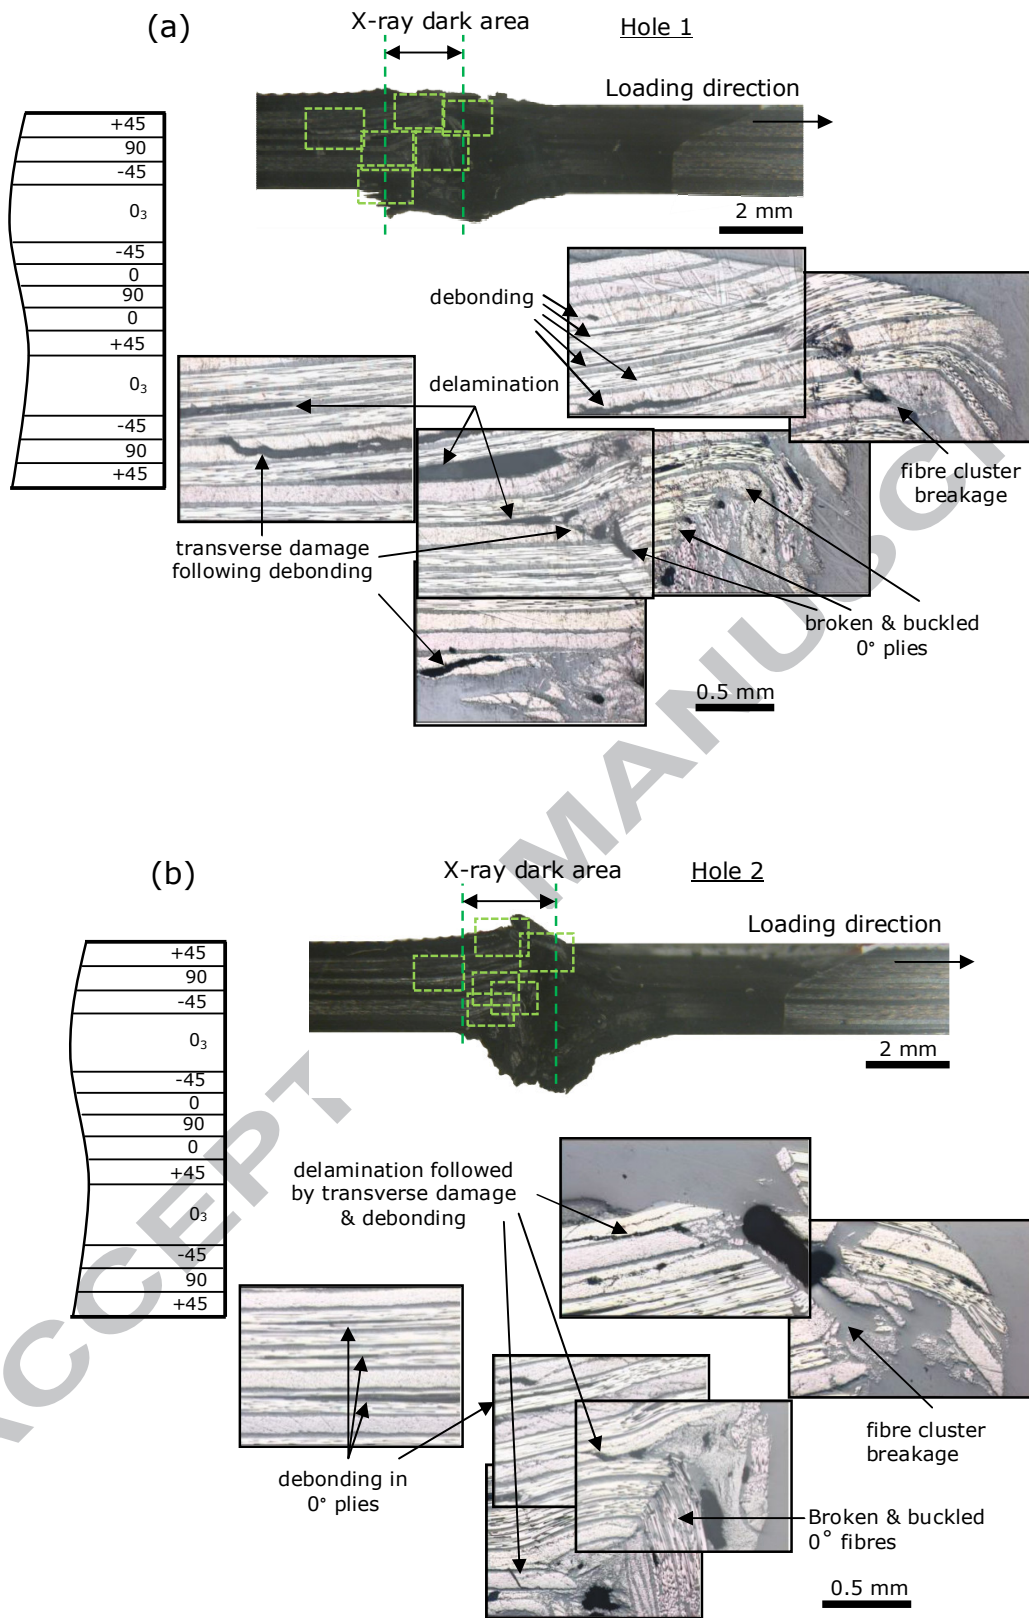 (a)
X-ray dark area
Hole 1
Loading direction
2 mm
+45
90
-45
0₃
-45
0
90
0
+45
0₃
-45
90
+45
debonding
delamination
fibre cluster
breakage
transverse damage
following debonding
broken & buckled
0° plies
0.5 mm
(b)
X-ray dark area
Hole 2
Loading direction
2 mm
+45
90
-45
0₃
-45
0
90
0
+45
0₃
-45
90
+45
delamination followed
by transverse damage
& debonding
fibre cluster
breakage
debonding in
0° plies
Broken & buckled
0° fibres
0.5 mm
ACCEPT
MANUSCRI